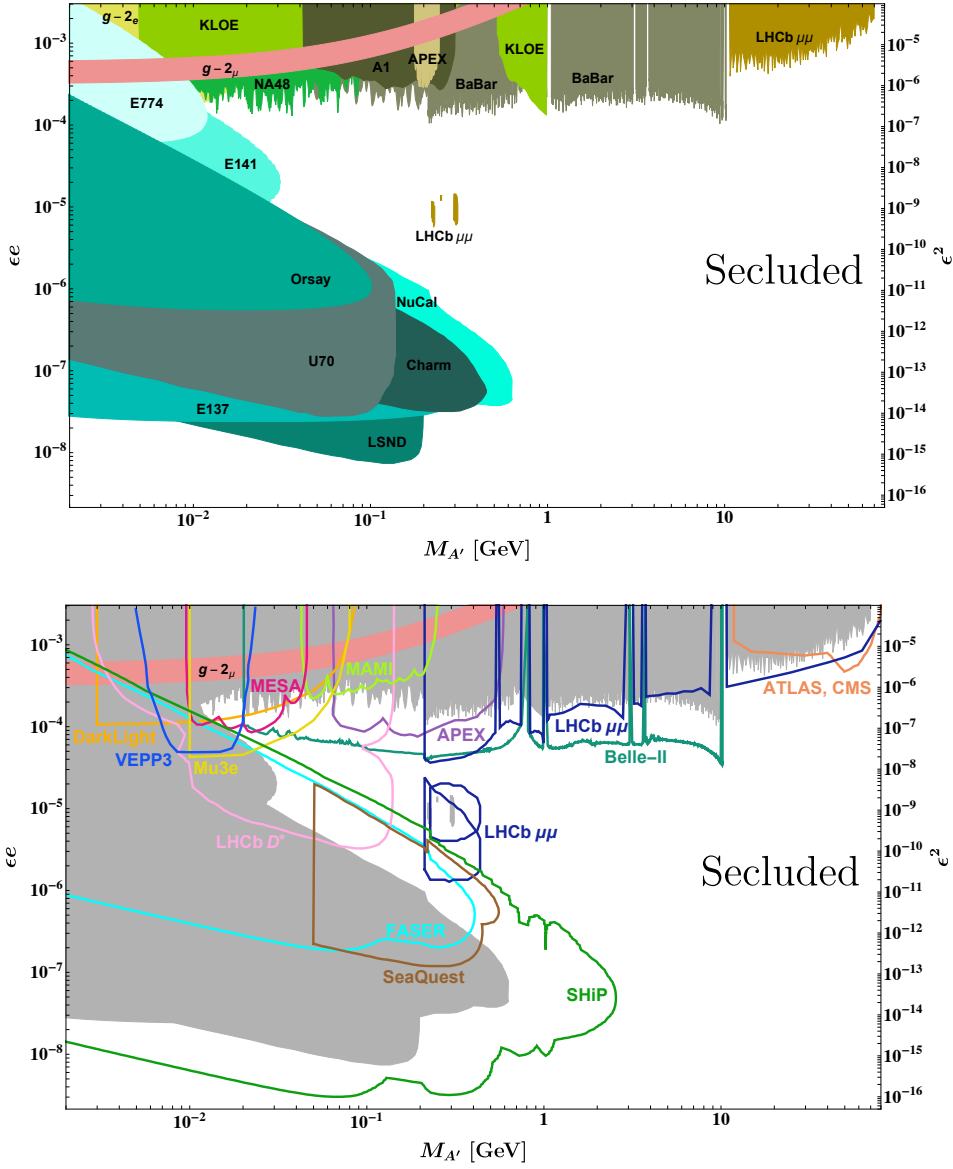 g − 2e
KLOE
LHCb μμ
10⁻³
10⁻⁵
APEX
KLOE
g − 2μ
A1
NA48
BaBar
BaBar
10⁻⁶
E774
10⁻⁴
10⁻⁷
E141
10⁻⁸
10⁻⁵
10⁻⁹
LHCb μμ
ϵe
10⁻¹⁰
ϵ²
Secluded
Orsay
10⁻⁶
NuCal
10⁻¹¹
10⁻¹²
U70
Charm
10⁻⁷
10⁻¹³
E137
10⁻¹⁴
LSND
10⁻⁸
10⁻¹⁵
10⁻¹⁶
10⁻²
10⁻¹
1
10
M_A′ [GeV]
10⁻³
10⁻⁵
g − 2μ
MAMI
MESA
ATLAS, CMS
10⁻⁶
LHCb μμ
10⁻⁴
DarkLight
APEX
10⁻⁷
VEPP3
Mu3e
Belle−II
10⁻⁸
10⁻⁵
10⁻⁹
LHCb D*
LHCb μμ
ϵe
10⁻¹⁰
ϵ²
Secluded
10⁻⁶
10⁻¹¹
FASER
10⁻¹²
SeaQuest
10⁻⁷
SHiP
10⁻¹³
10⁻¹⁴
10⁻⁸
10⁻¹⁵
10⁻¹⁶
10⁻²
10⁻¹
1
10
M_A′ [GeV]